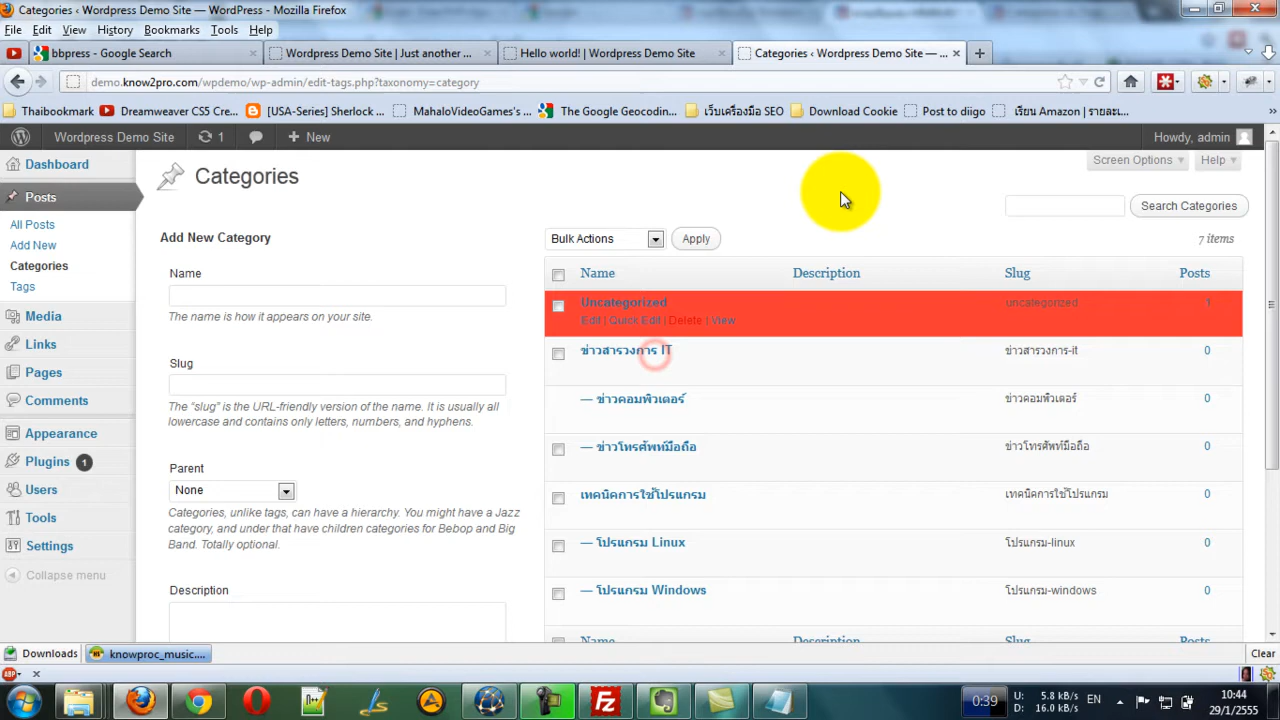 Categories ‹ Wordpress Demo Site — WordPress - Mozilla Firefox
File Edit View History Bookmarks Tools Help
bbpress - Google Search
Wordpress Demo Site | Just another ...
Hello world! | Wordpress Demo Site
Categories ‹ Wordpress Demo Site — ...
demo.know2pro.com/wpdemo/wp-admin/edit-tags.php?taxonomy=category
Thaibookmark
Dreamweaver CS5 Cre...
[USA-Series] Sherlock ...
MahaloVideoGames's ...
The Google Geocodin...
เว็บเครื่องมือ SEO
Download Cookie
Post to diigo
เรียน Amazon | รายละ...
Wordpress Demo Site
1
New
Howdy, admin
Dashboard
Posts
All Posts
Add New
Categories
Tags
Media
Links
Pages
Comments
Appearance
Plugins 1
Users
Tools
Settings
Collapse menu
Screen Options
Help
Categories
Search Categories
Add New Category
Name
The name is how it appears on your site.
Slug
The “slug” is the URL-friendly version of the name. It is usually all
lowercase and contains only letters, numbers, and hyphens.
Parent
None
Categories, unlike tags, can have a hierarchy. You might have a Jazz
category, and under that have children categories for Bebop and Big
Band. Totally optional.
Description
Bulk Actions
Apply
7 items
Name Description Slug Posts
Uncategorized uncategorized 1
Edit | Quick Edit | Delete | View
ข่าวสารวงการ IT ข่าวสารวงการ-it 0
— ข่าวคอมพิวเตอร์ ข่าวคอมพิวเตอร์ 0
— ข่าวโทรศัพท์มือถือ ข่าวโทรศัพท์มือถือ 0
เทคนิคการใช้โปรแกรม เทคนิคการใช้โปรแกรม 0
— โปรแกรม Linux โปรแกรม-linux 0
— โปรแกรม Windows โปรแกรม-windows 0
Name Description Slug Posts
Downloads
knowproc_music....
Clear
ABP
0:39
U: 5.8 kB/s
D: 16.0 kB/s
EN
10:44
29/1/2555